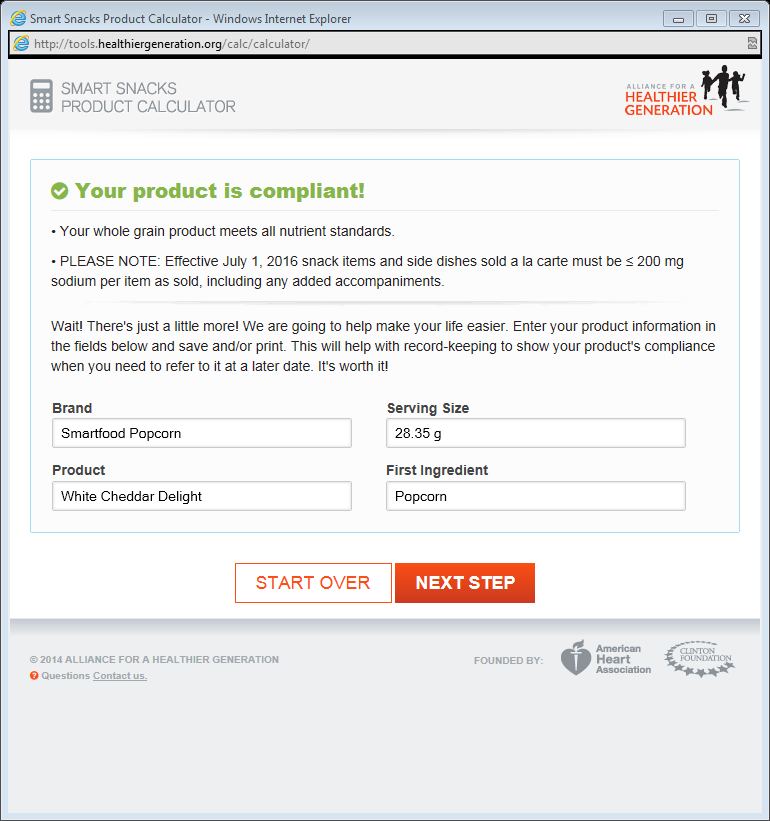 Smart Snacks Product Calculator - Windows Internet Explorer
http://tools.healthiergeneration.org/calc/calculator/
SMART SNACKS
PRODUCT CALCULATOR
ALLIANCE FOR A
HEALTHIER
GENERATION
Your product is compliant!
• Your whole grain product meets all nutrient standards.
• PLEASE NOTE: Effective July 1, 2016 snack items and side dishes sold a la carte must be ≤ 200 mg
sodium per item as sold, including any added accompaniments.
Wait! There's just a little more! We are going to help make your life easier. Enter your product information in
the fields below and save and/or print. This will help with record-keeping to show your product's compliance
when you need to refer to it at a later date. It's worth it!
Brand
Serving Size
Smartfood Popcorn
28.35 g
Product
First Ingredient
White Cheddar Delight
Popcorn
START OVER
NEXT STEP
© 2014 ALLIANCE FOR A HEALTHIER GENERATION
? Questions Contact us.
FOUNDED BY:
American
Heart
Association
CLINTON
FOUNDATION